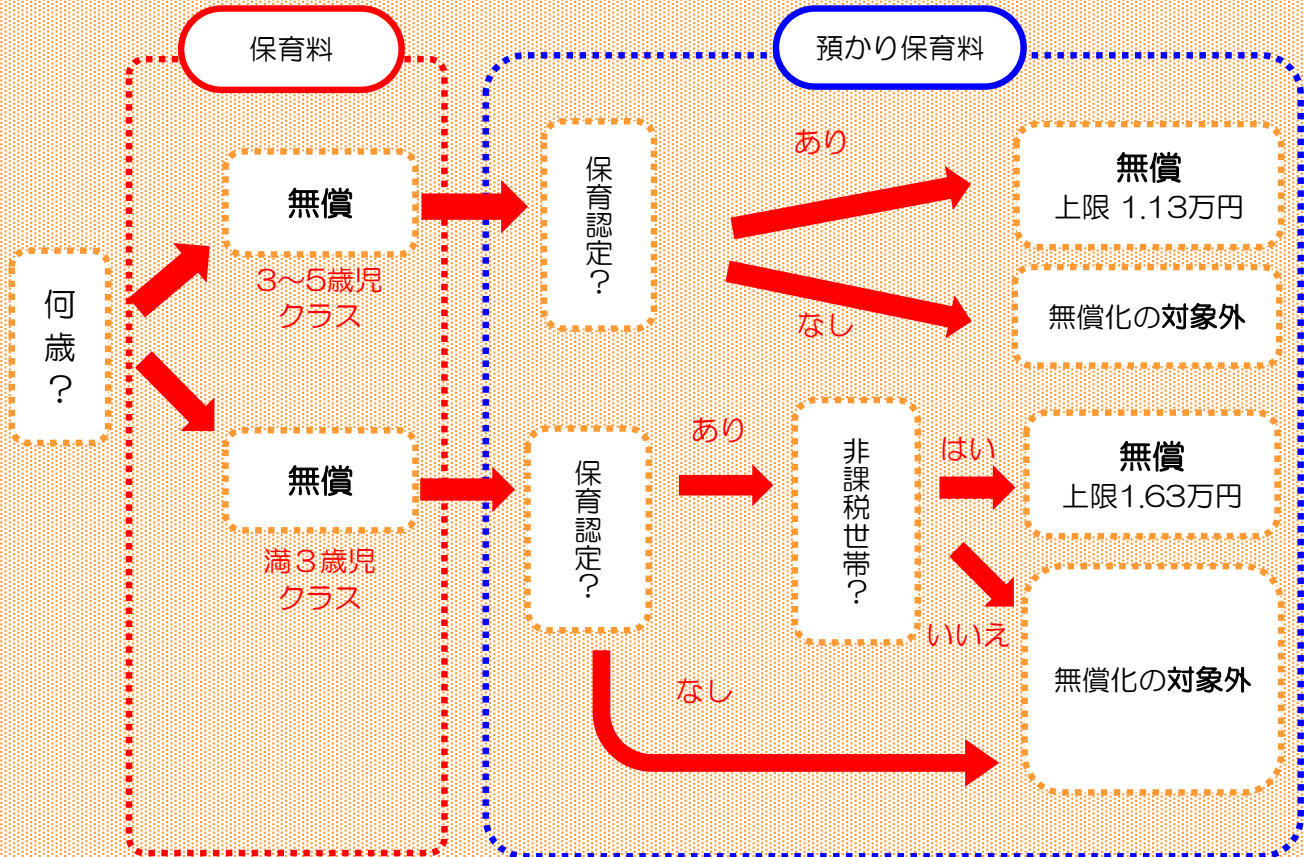 保育料
預かり保育料
何歳？
無償
3～5歳児
クラス
保育認定？
あり
無償
上限 1.13万円
なし
無償化の対象外
無償
満３歳児
クラス
保育認定？
あり
非課税世帯？
はい
無償
上限1.63万円
いいえ
なし
無償化の対象外